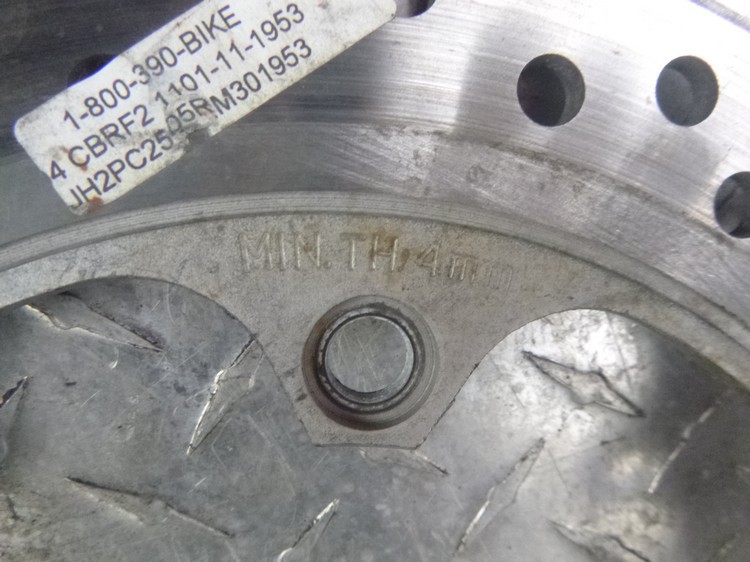 1-800-390-BIKE
4 CBRF2 1101-11-1953
JH2PC2505RM301953
MIN.TH.4mm